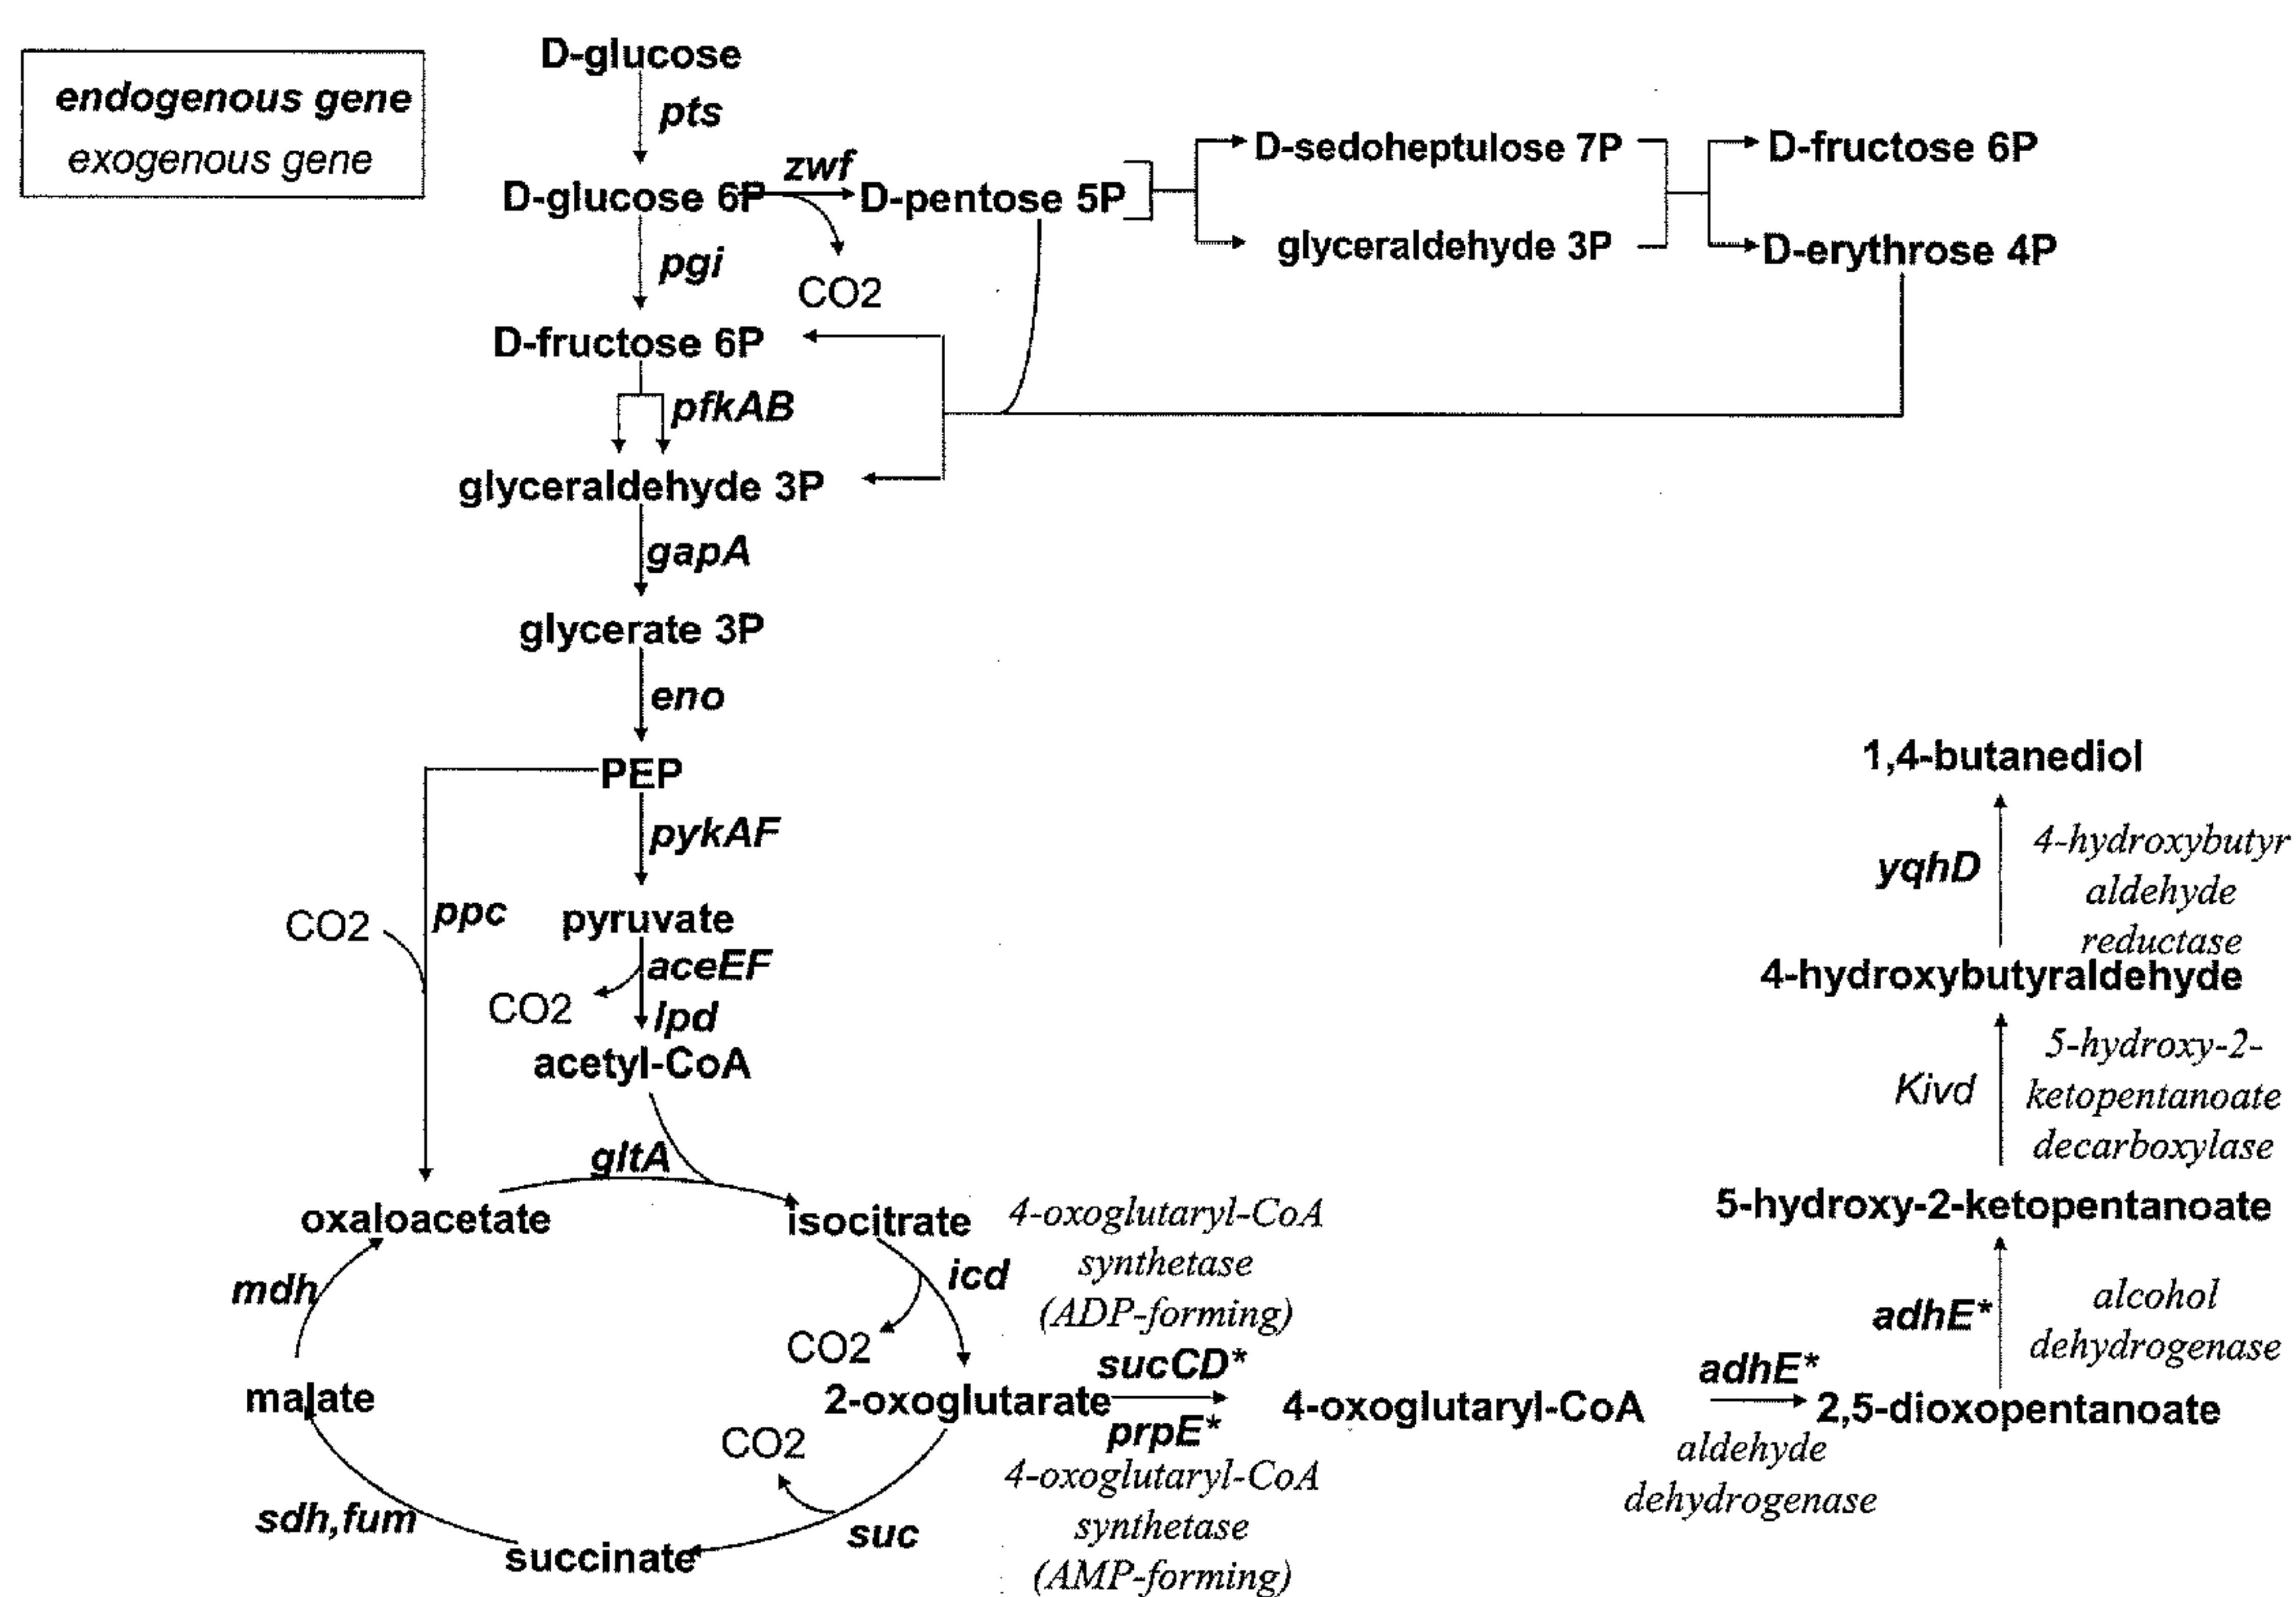 D-glucose
endogenous gene
exogenous gene
pts
zwf
D-glucose 6P
D-pentose 5P
D-sedoheptulose 7P
D-fructose 6P
glyceraldehyde 3P
D-erythrose 4P
pgi
CO2
D-fructose 6P
pfkAB
glyceraldehyde 3P
gapA
glycerate 3P
eno
PEP
pykAF
ppc
CO2
pyruvate
aceEF
CO2
lpd
acetyl-CoA
gltA
oxaloacetate
isocitrate
mdh
icd
CO2
malate
2-oxoglutarate
CO2
sdh,fum
suc
succinate
4-oxoglutaryl-CoA
synthetase
(ADP-forming)
sucCD*
prpE*
4-oxoglutaryl-CoA
synthetase
(AMP-forming)
4-oxoglutaryl-CoA
adhE*
aldehyde
dehydrogenase
2,5-dioxopentanoate
adhE*
alcohol
dehydrogenase
5-hydroxy-2-ketopentanoate
Kivd
5-hydroxy-2-
ketopentanoate
decarboxylase
4-hydroxybutyraldehyde
yqhD
4-hydroxybutyr
aldehyde
reductase
1,4-butanediol